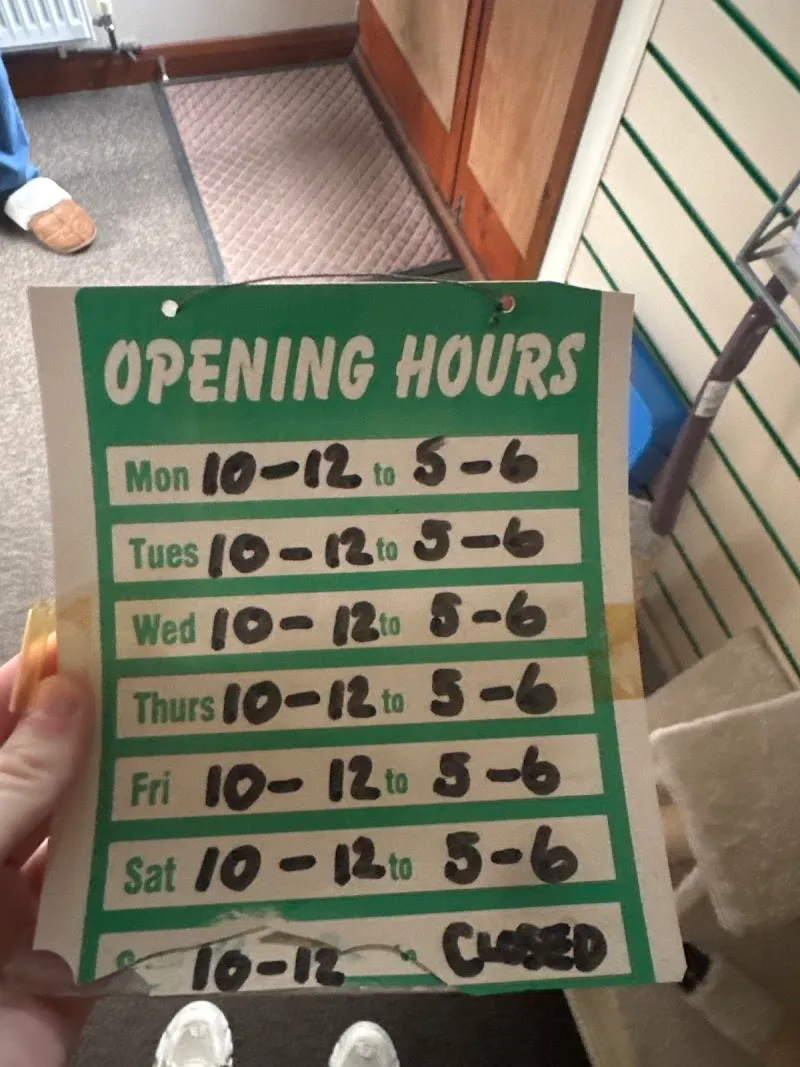 OPENING HOURS
Mon 10-12 to 5-6
Tues 10-12 to 5-6
Wed 10-12 to 5-6
Thurs 10-12 to 5-6
Fri 10-12 to 5-6
Sat 10-12 to 5-6
10-12 CLOSED